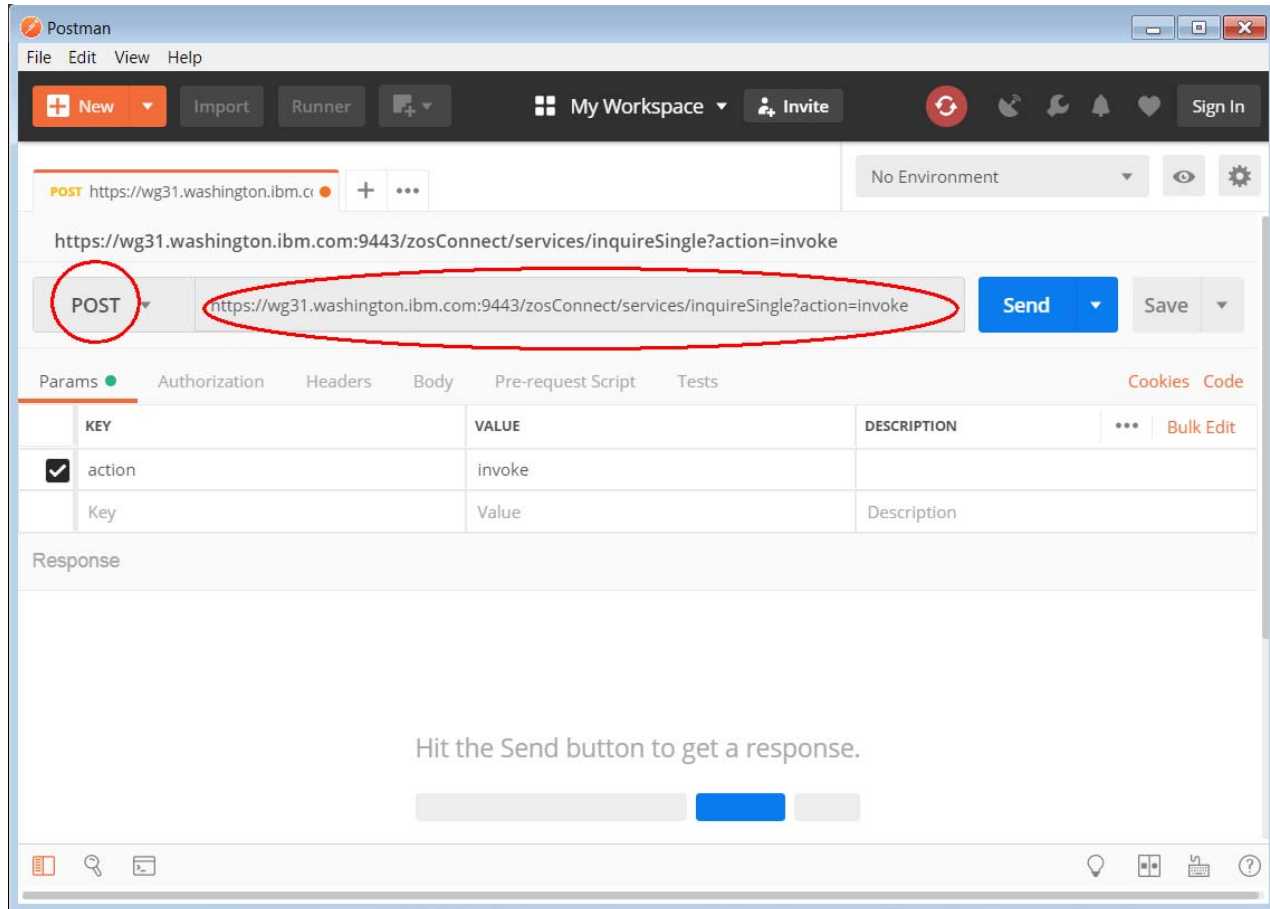 Postman
File Edit View Help
New Import Runner My Workspace Invite Sign In
POST https://wg31.washington.ibm.co No Environment
https://wg31.washington.ibm.com:9443/zosConnect/services/inquireSingle?action=invoke
POST https://wg31.washington.ibm.com:9443/zosConnect/services/inquireSingle?action=invoke Send Save
Params Authorization Headers Body Pre-request Script Tests Cookies Code
KEY VALUE DESCRIPTION ••• Bulk Edit
action invoke
Key Value Description
Response
Hit the Send button to get a response.